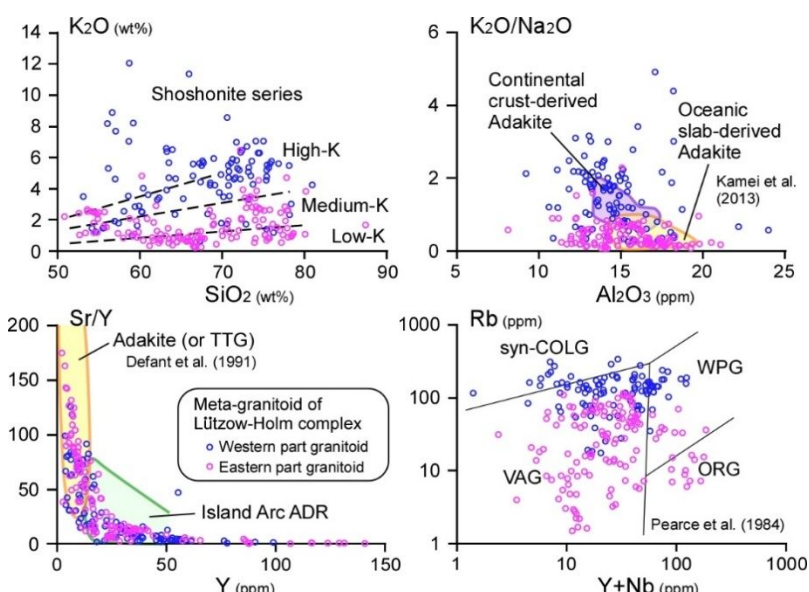 K₂O (wt%)
14
12
10
8
6
4
2
0
Shoshonite series
High-K
Medium-K
Low-K
50 60 70 80 90
SiO₂ (wt%)
K₂O/Na₂O
6
4
2
0
Continental
crust-derived
Adakite
Oceanic
slab-derived
Adakite
Kamei et al.
(2013)
5 10 15 20 25
Al₂O₃ (ppm)
Sr/Y
200
150
100
50
0
Adakite (or TTG)
Defant et al. (1991)
Meta-granitoid of
Lützow-Holm complex
Western part granitoid
Eastern part granitoid
Island Arc ADR
0 50 100 150
Y (ppm)
Rb (ppm)
1000
100
10
1
syn-COLG
WPG
VAG
ORG
Pearce et al. (1984)
1 10 100 1000
Y+Nb (ppm)